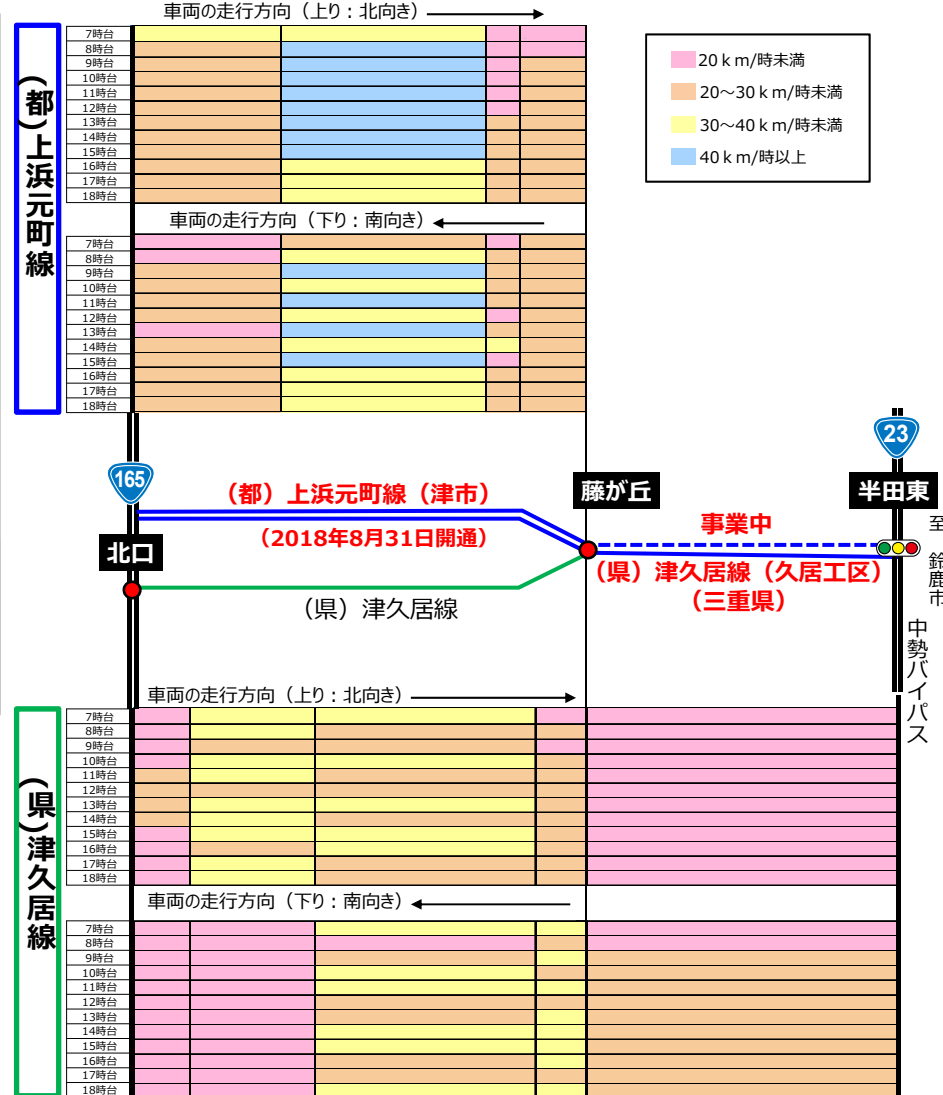 車両の走行方向（上り：北向き）
7時台
8時台
9時台
10時台
11時台
12時台
13時台
14時台
15時台
16時台
17時台
18時台
（都）上浜元町線
20ｋｍ/時未満
20～30ｋｍ/時未満
30～40ｋｍ/時未満
40ｋｍ/時以上
車両の走行方向（下り：南向き）
7時台
8時台
9時台
10時台
11時台
12時台
13時台
14時台
15時台
16時台
17時台
18時台
165
23
北口
藤が丘
半田東
（都）上浜元町線（津市）
（2018年8月31日開通）
事業中
（県）津久居線（久居工区）
（三重県）
（県）津久居線
至　鈴鹿市
中勢バイパス
車両の走行方向（上り：北向き）
7時台
8時台
9時台
10時台
11時台
12時台
13時台
14時台
15時台
16時台
17時台
18時台
（県）津久居線
車両の走行方向（下り：南向き）
7時台
8時台
9時台
10時台
11時台
12時台
13時台
14時台
15時台
16時台
17時台
18時台